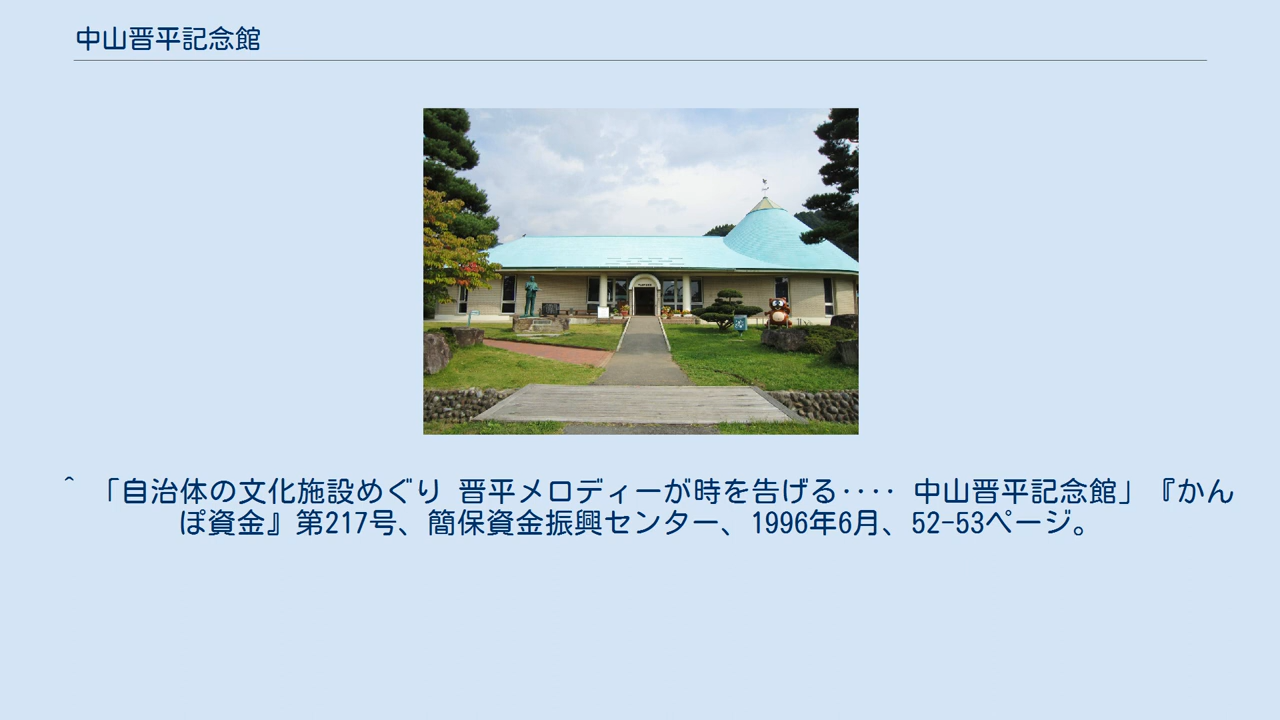 中山晋平記念館
^ 「自治体の文化施設めぐり 晋平メロディーが時を告げる‥‥ 中山晋平記念館」『かん
ぽ資金』第217号、簡保資金振興センター、1996年6月、52-53ページ。